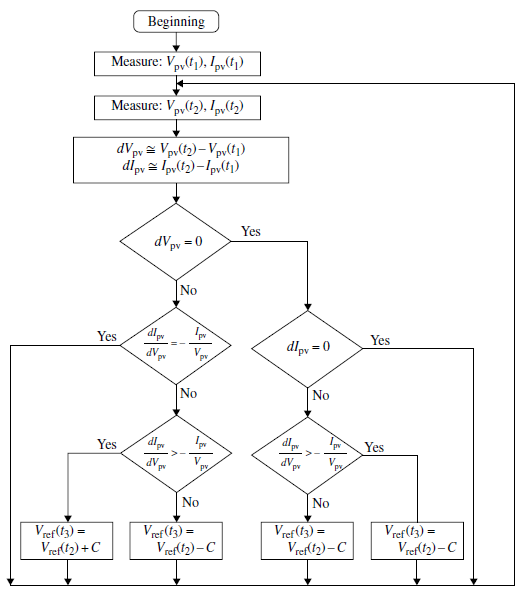 Beginning
Measure: Vpv(t1), Ipv(t1)
Measure: Vpv(t2), Ipv(t2)
dVpv ≅ Vpv(t2) – Vpv(t1)
dIpv ≅ Ipv(t2) – Ipv(t1)
dVpv = 0
Yes
No
Yes
dIpv/dVpv = – Ipv/Vpv
dIpv = 0
Yes
No
No
Yes
dIpv/dVpv > – Ipv/Vpv
dIpv/dVpv > – Ipv/Vpv
Yes
No
No
Vref(t3) =
Vref(t2) + C
Vref(t3) =
Vref(t2) – C
Vref(t3) =
Vref(t2) – C
Vref(t3) =
Vref(t2) – C